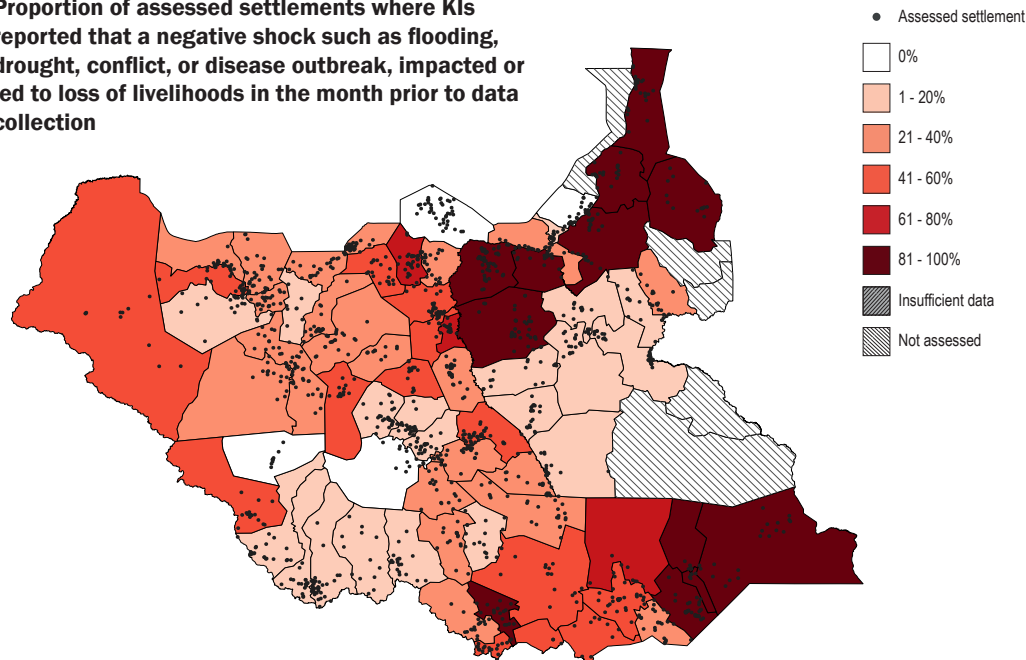 Proportion of assessed settlements where KIs
reported that a negative shock such as flooding,
drought, conflict, or disease outbreak, impacted or
led to loss of livelihoods in the month prior to data
collection
Assessed settlement
0%
1 - 20%
21 - 40%
41 - 60%
61 - 80%
81 - 100%
Insufficient data
Not assessed